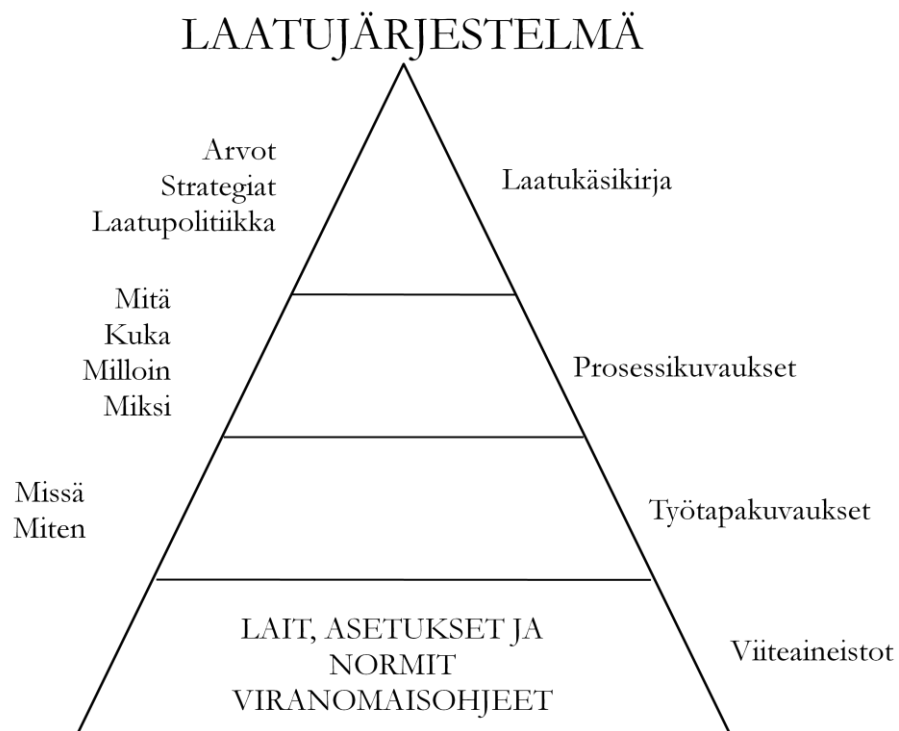 LAATUJÄRJESTELMÄ
Arvot
Strategiat
Laatupolitiikka
Laatukäsikirja
Mitä
Kuka
Milloin
Miksi
Prosessikuvaukset
Missä
Miten
Työtapakuvaukset
LAIT, ASETUKSET JA
NORMIT
VIRANOMAISOHJEET
Viiteaineistot